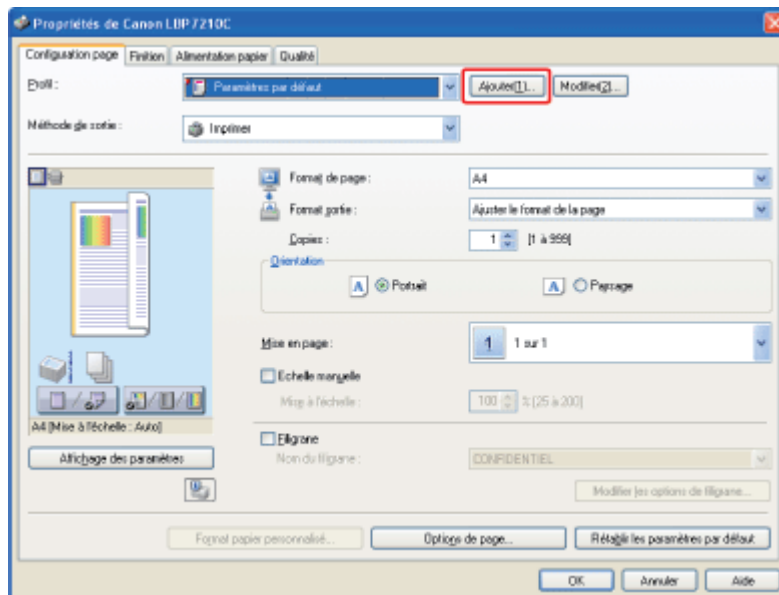 Propriétés de Canon LBP7210C
Configuration page Finition Alimentation papier Qualité
Profil : Paramètres par défaut Ajouter(1)... Modifier(2)...
Méthode de sortie : Imprimer
Format de page : A4
Format sortie : Ajuster le format de la page
Copies : 1 [1 à 999]
Orientation
A Portrait A Paysage
Mise en page : 1 1 sur 1
Echelle manuelle
Mise à l'échelle : 100 % [25 à 200]
A4 [Mise à l'échelle : Auto]
Filigrane
Affichage des paramètres Nom du filigrane : CONFIDENTIEL
Modifier les options de filigrane...
Format papier personnalisé... Options de page... Rétablir les paramètres par défaut
OK Annuler Aide